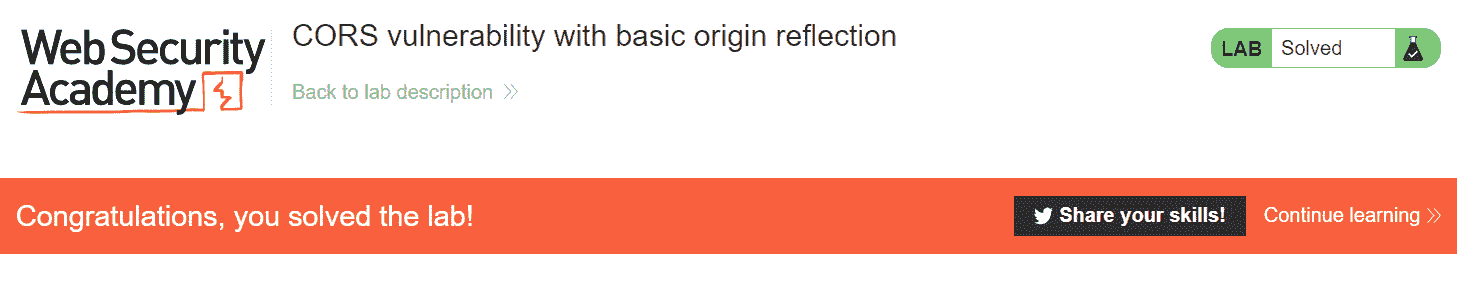 Web Security
Academy
CORS vulnerability with basic origin reflection
Back to lab description
LAB Solved
Congratulations, you solved the lab!
Share your skills!
Continue learning